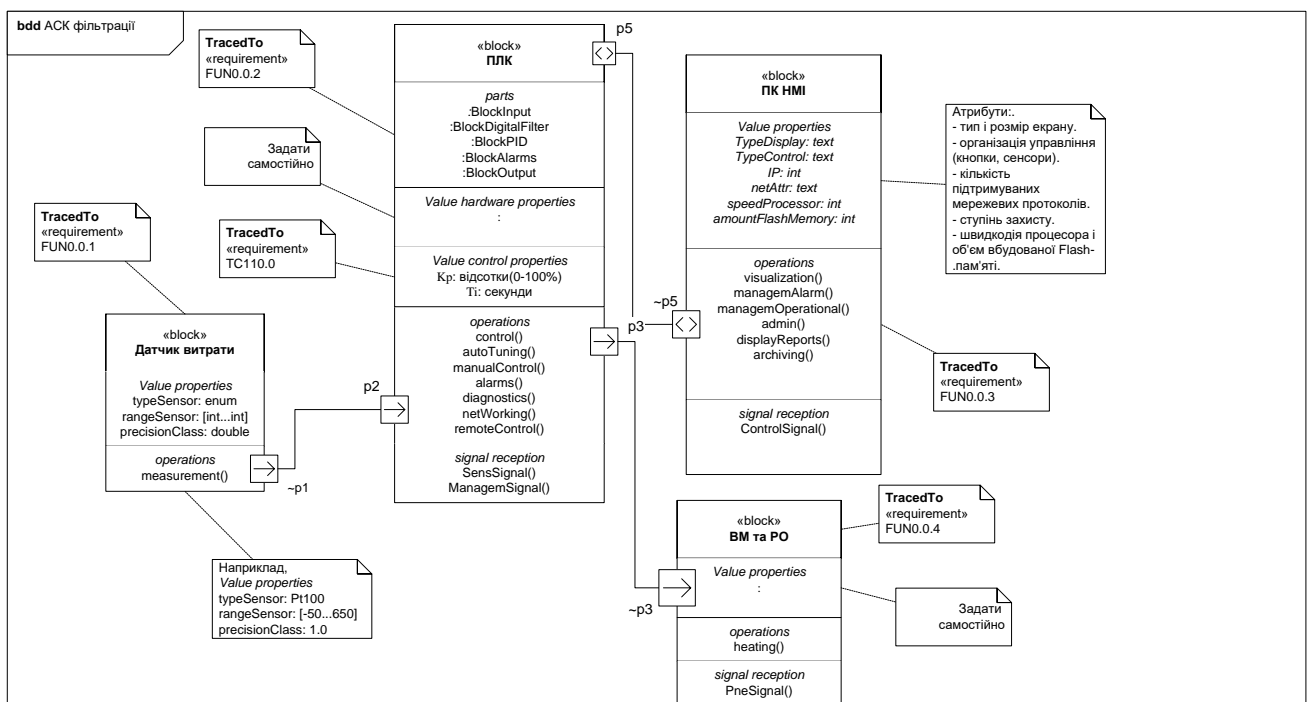 bdd АСК фільтрації
TracedTo
«requirement»
FUN0.0.2
Задати
самостійно
TracedTo
«requirement»
TC110.0
TracedTo
«requirement»
FUN0.0.1
«block»
Датчик витрати
Value properties
typeSensor: enum
rangeSensor: [int...int]
precisionClass: double
operations
measurement()
~p1
Наприклад,
Value properties
typeSensor: Pt100
rangeSensor: [-50...650]
precisionClass: 1.0
p2
«block»
ПЛК
parts
:BlockInput
:BlockDigitalFilter
:BlockPID
:BlockAlarms
:BlockOutput
Value hardware properties
:
Value control properties
Kp: відсотки(0-100%)
Ti: секунди
operations
control()
autoTuning()
manualControl()
alarms()
diagnostics()
netWorking()
remoteControl()
signal reception
SensSignal()
ManagemSignal()
p5
p3
~p5
«block»
ПК HMI
Value properties
TypeDisplay: text
TypeControl: text
IP: int
netAttr: text
speedProcessor: int
amountFlashMemory: int
operations
visualization()
managemAlarm()
managemOperational()
admin()
displayReports()
archiving()
signal reception
ControlSignal()
Атрибути:.
- тип і розмір екрану.
- організація управління
(кнопки, сенсори).
- кількість
підтримуваних
мережевих протоколів.
- ступінь захисту.
- швидкодія процесора і
об'єм вбудованої Flash-
.пам'яті.
TracedTo
«requirement»
FUN0.0.3
~p3
«block»
ВМ та РО
Value properties
:
operations
heating()
signal reception
PneSignal()
TracedTo
«requirement»
FUN0.0.4
Задати
самостійно